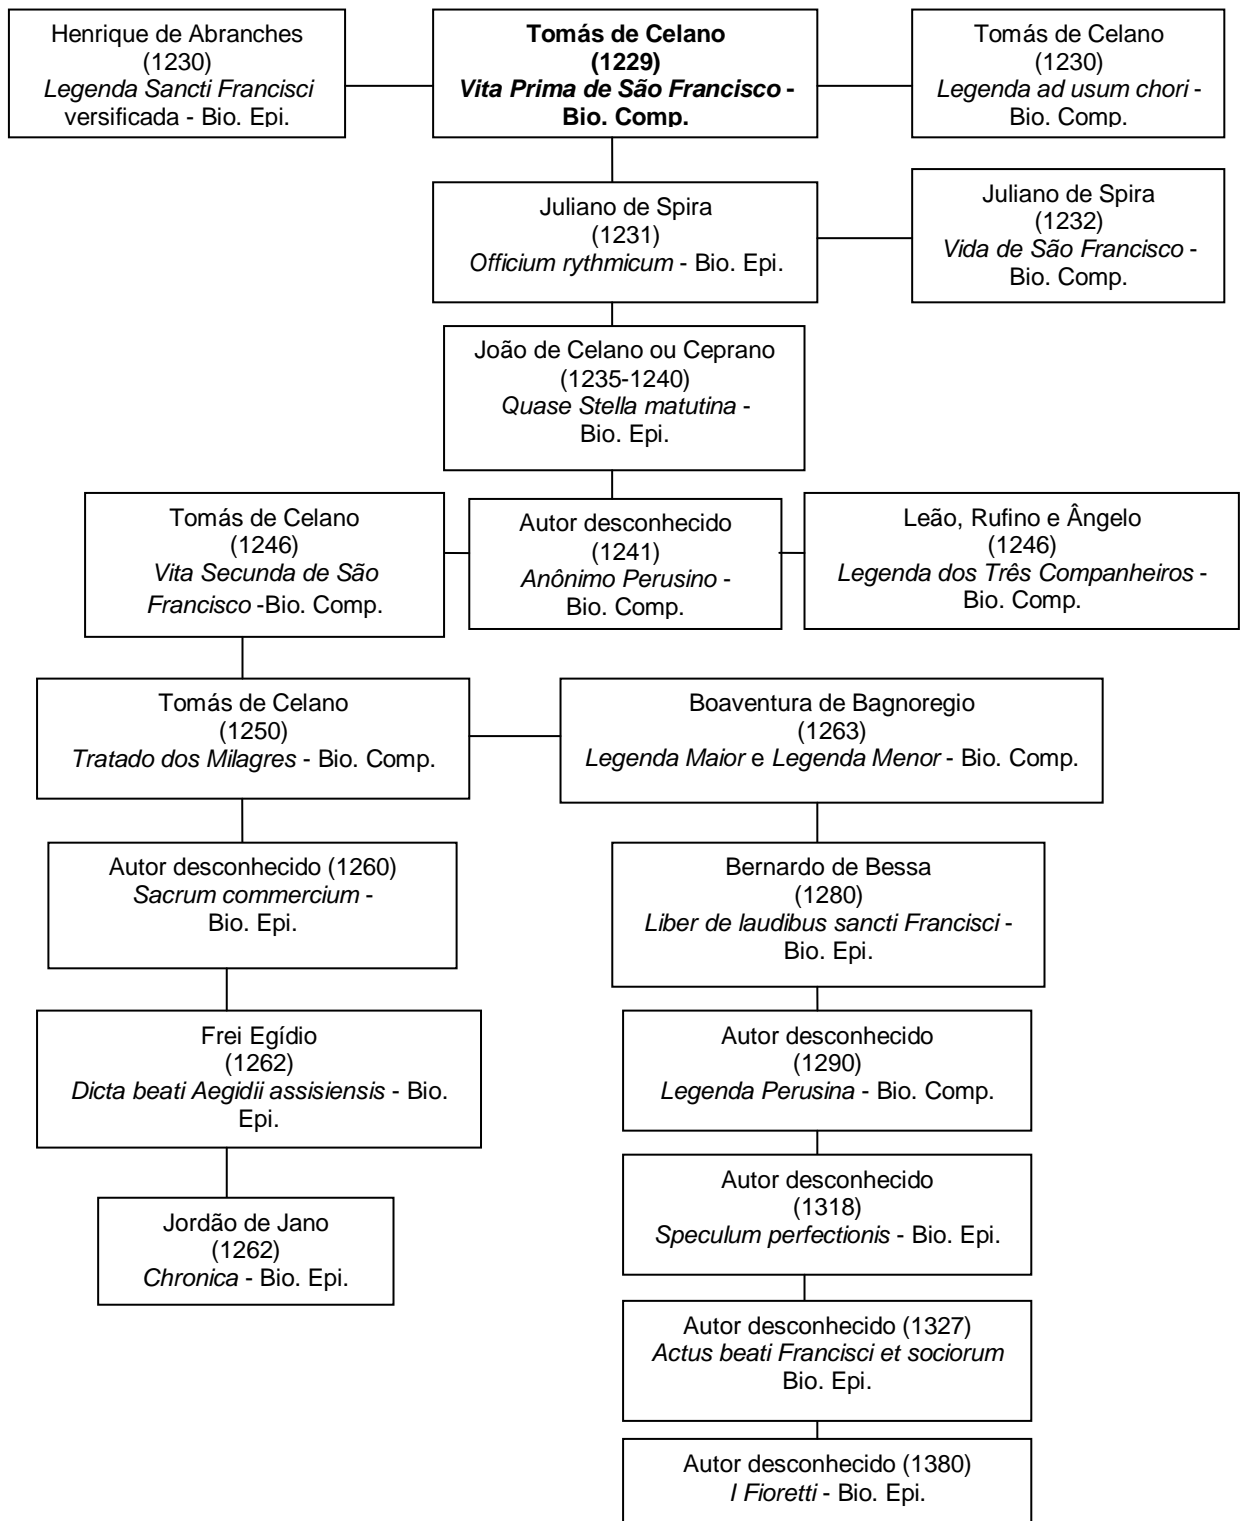 Henrique de Abranches
(1230)
Legenda Sancti Francisci
versificada - Bio. Epi.
Tomás de Celano
(1229)
Vita Prima de São Francisco -
Bio. Comp.
Tomás de Celano
(1230)
Legenda ad usum chori -
Bio. Comp.
Juliano de Spira
(1231)
Officium rythmicum - Bio. Epi.
Juliano de Spira
(1232)
Vida de São Francisco -
Bio. Comp.
João de Celano ou Ceprano
(1235-1240)
Quase Stella matutina -
Bio. Epi.
Tomás de Celano
(1246)
Vita Secunda de São
Francisco -Bio. Comp.
Autor desconhecido
(1241)
Anônimo Perusino -
Bio. Comp.
Leão, Rufino e Ângelo
(1246)
Legenda dos Três Companheiros -
Bio. Comp.
Tomás de Celano
(1250)
Tratado dos Milagres - Bio. Comp.
Boaventura de Bagnoregio
(1263)
Legenda Maior e Legenda Menor - Bio. Comp.
Autor desconhecido (1260)
Sacrum commercium -
Bio. Epi.
Bernardo de Bessa
(1280)
Liber de laudibus sancti Francisci -
Bio. Epi.
Frei Egídio
(1262)
Dicta beati Aegidii assisiensis - Bio.
Epi.
Autor desconhecido
(1290)
Legenda Perusina - Bio. Comp.
Jordão de Jano
(1262)
Chronica - Bio. Epi.
Autor desconhecido
(1318)
Speculum perfectionis - Bio. Epi.
Autor desconhecido (1327)
Actus beati Francisci et sociorum
Bio. Epi.
Autor desconhecido (1380)
I Fioretti - Bio. Epi.